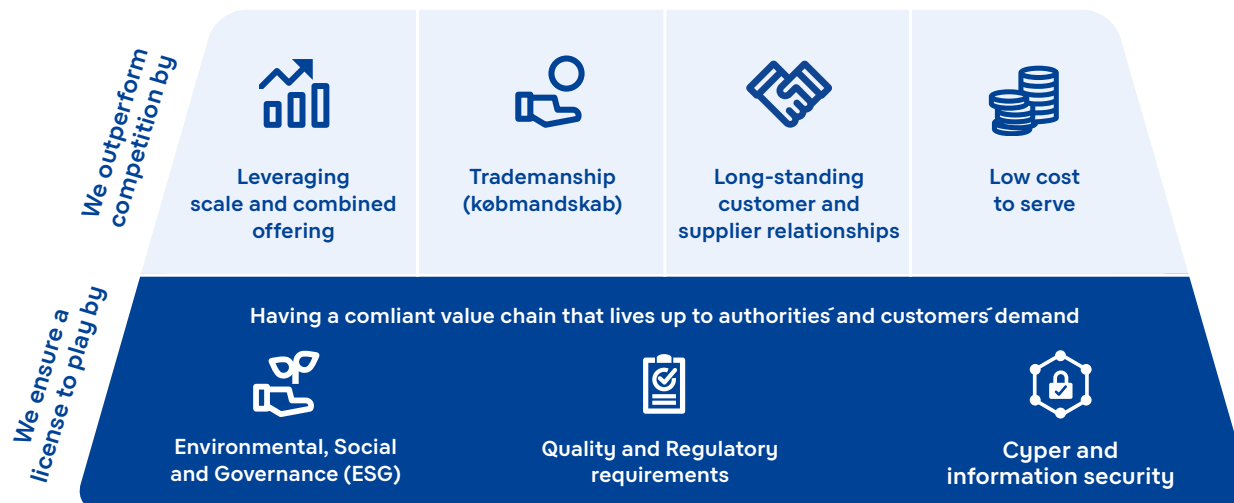 We outperform
competition by
Leveraging
scale and combined
offering
Trademanship
(købmandskab)
Long-standing
customer and
supplier relationships
Low cost
to serve
We ensure a
license to play by
Having a comliant value chain that lives up to authorities´and customers´demand
Environmental, Social
and Governance (ESG)
Quality and Regulatory
requirements
Cyper and
information security